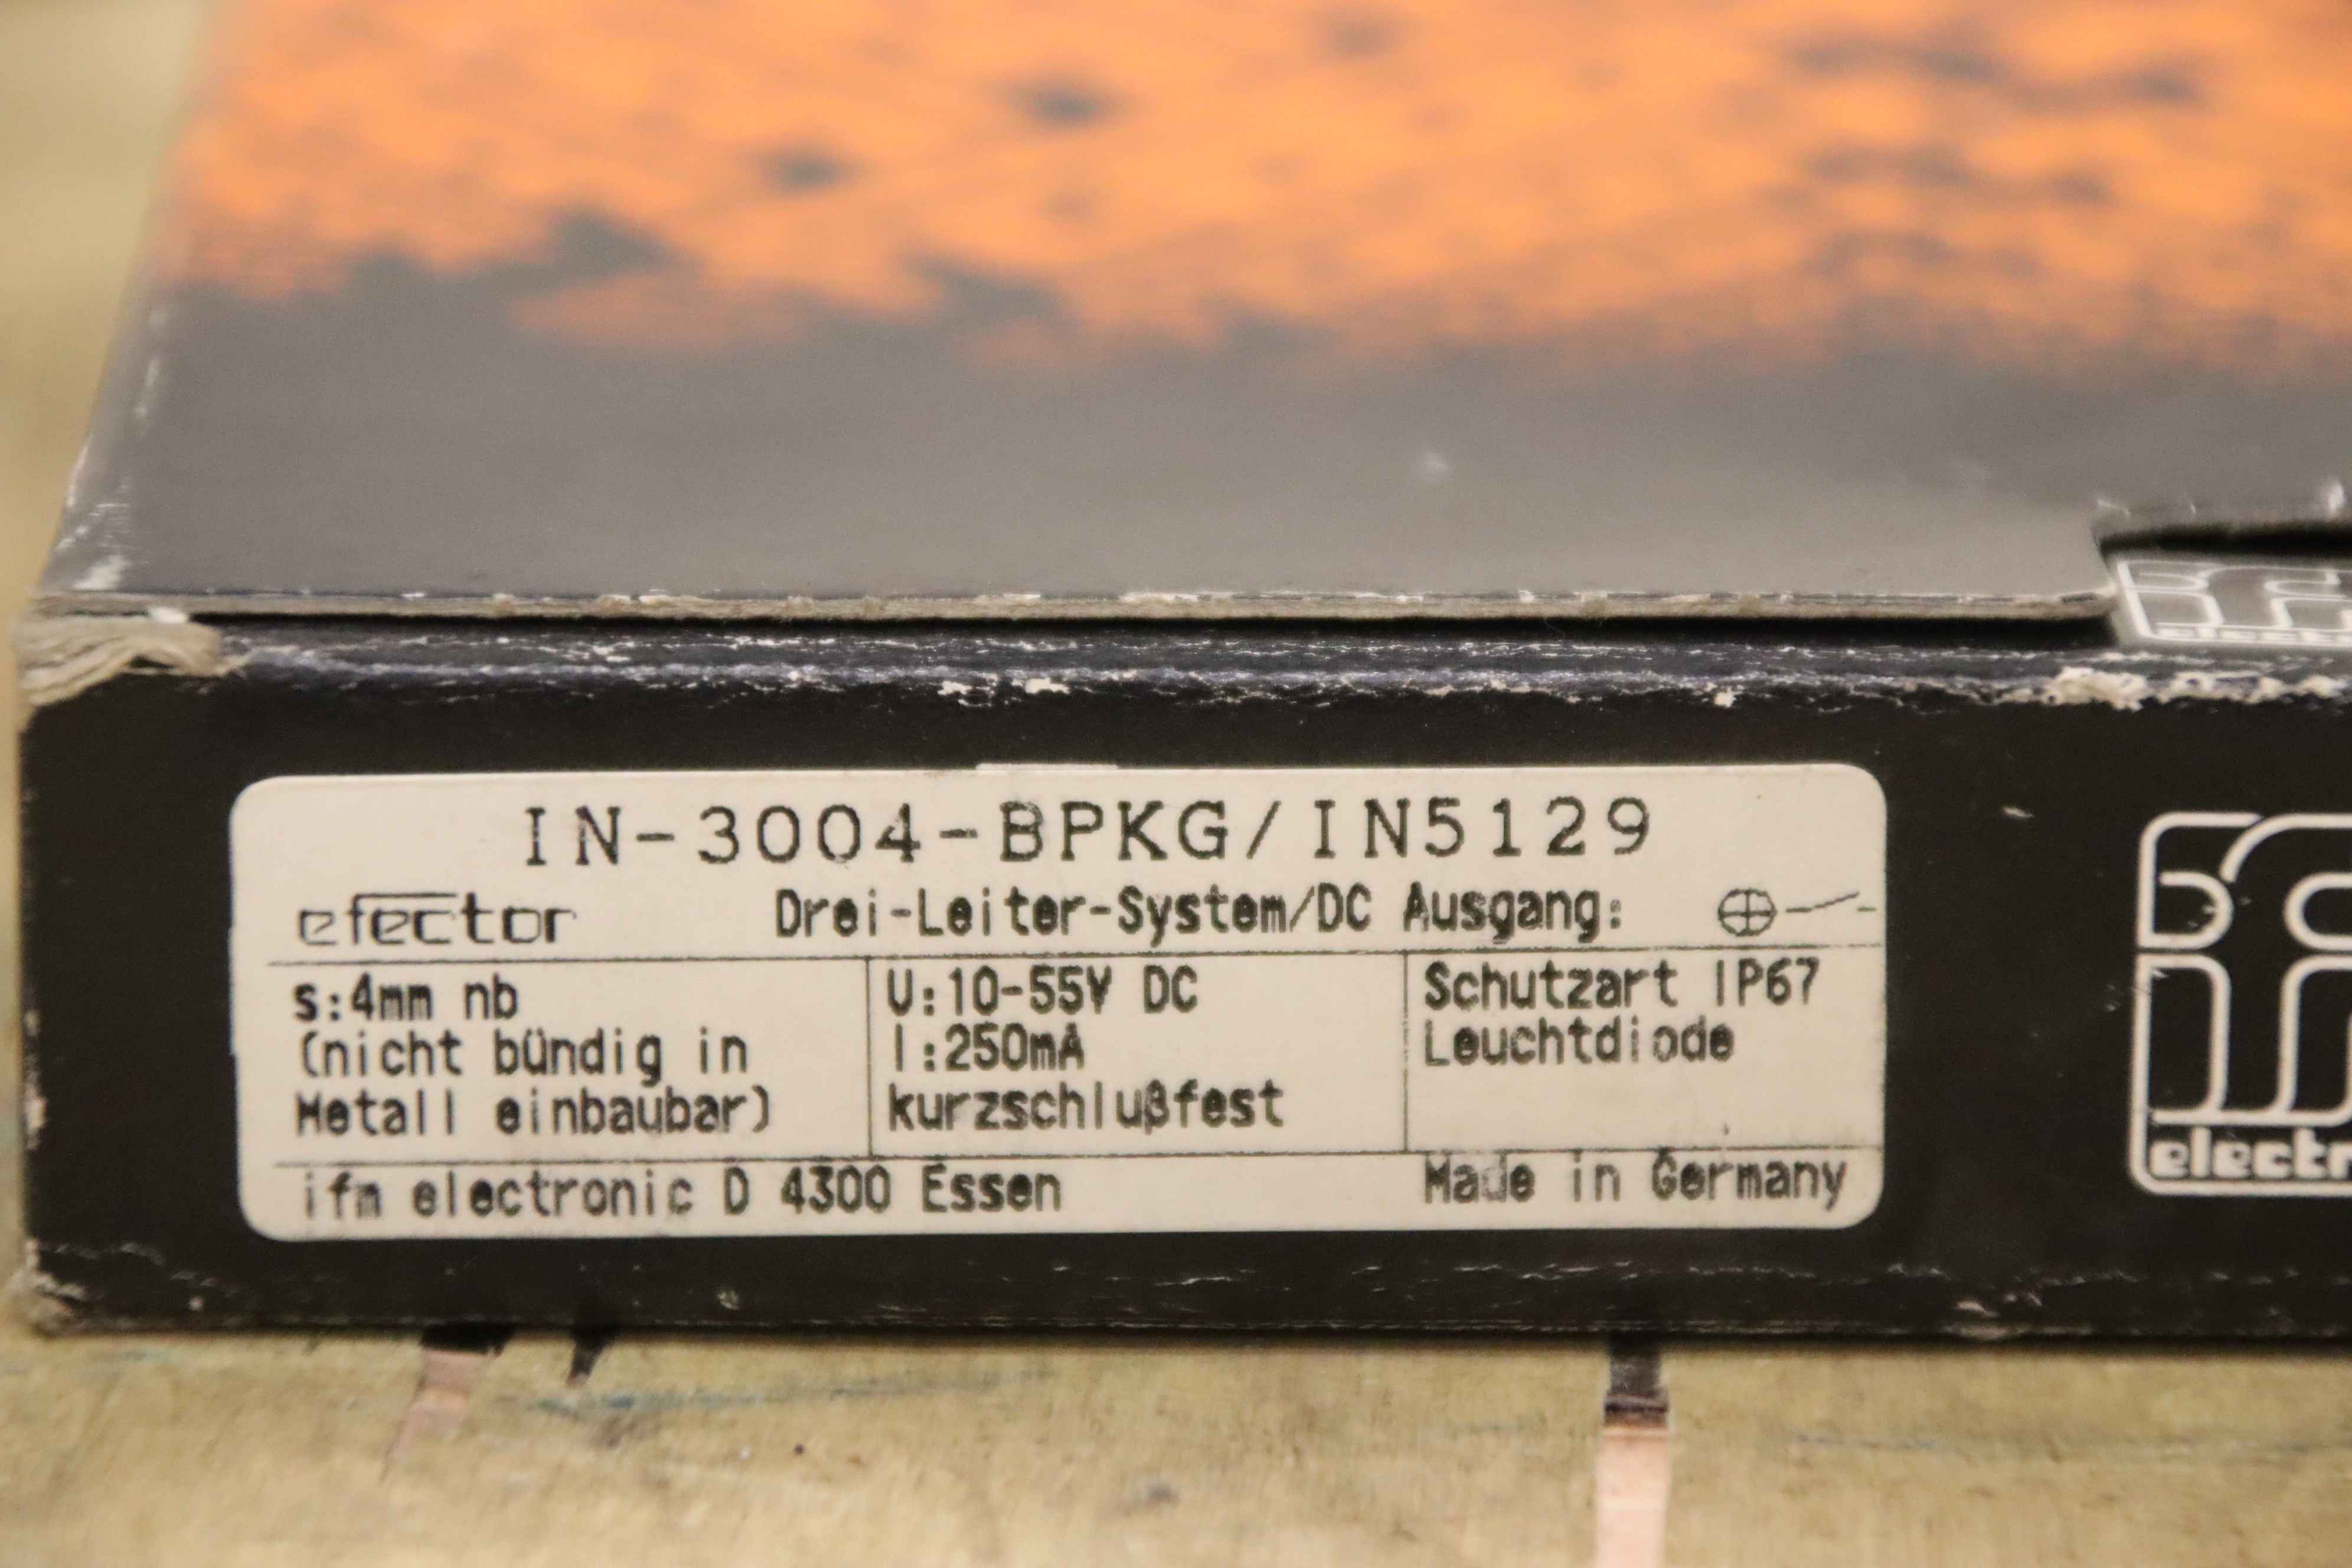 IN-3004-BPKG/IN5129
efector
Drei-Leiter-System/DC Ausgang:
s:4mm nb
(nicht bündig in
Metall einbaubar)
U:10-55V DC
I:250mA
kurzschlußfest
Schutzart IP67
Leuchtdiode
ifm electronic D 4300 Essen
Made in Germany
electr